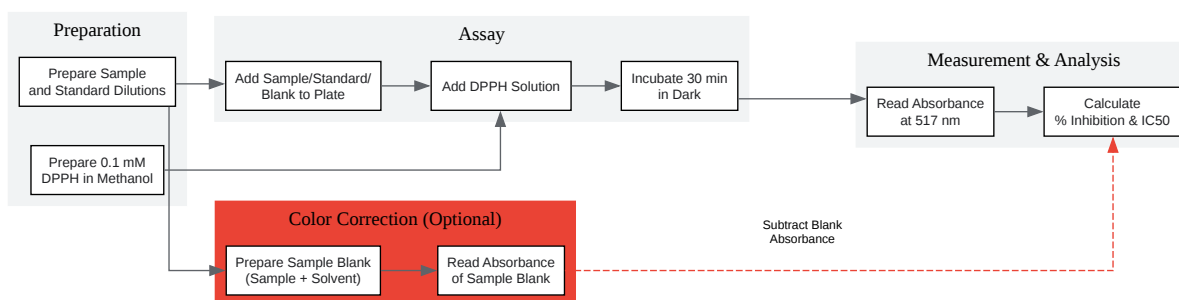 Preparation
Prepare Sample
and Standard Dilutions
Prepare 0.1 mM
DPPH in Methanol
Assay
Add Sample/Standard/
Blank to Plate
Add DPPH Solution
Incubate 30 min
in Dark
Measurement & Analysis
Read Absorbance
at 517 nm
Calculate
% Inhibition & IC50
Color Correction (Optional)
Prepare Sample Blank
(Sample + Solvent)
Read Absorbance
of Sample Blank
Subtract Blank
Absorbance